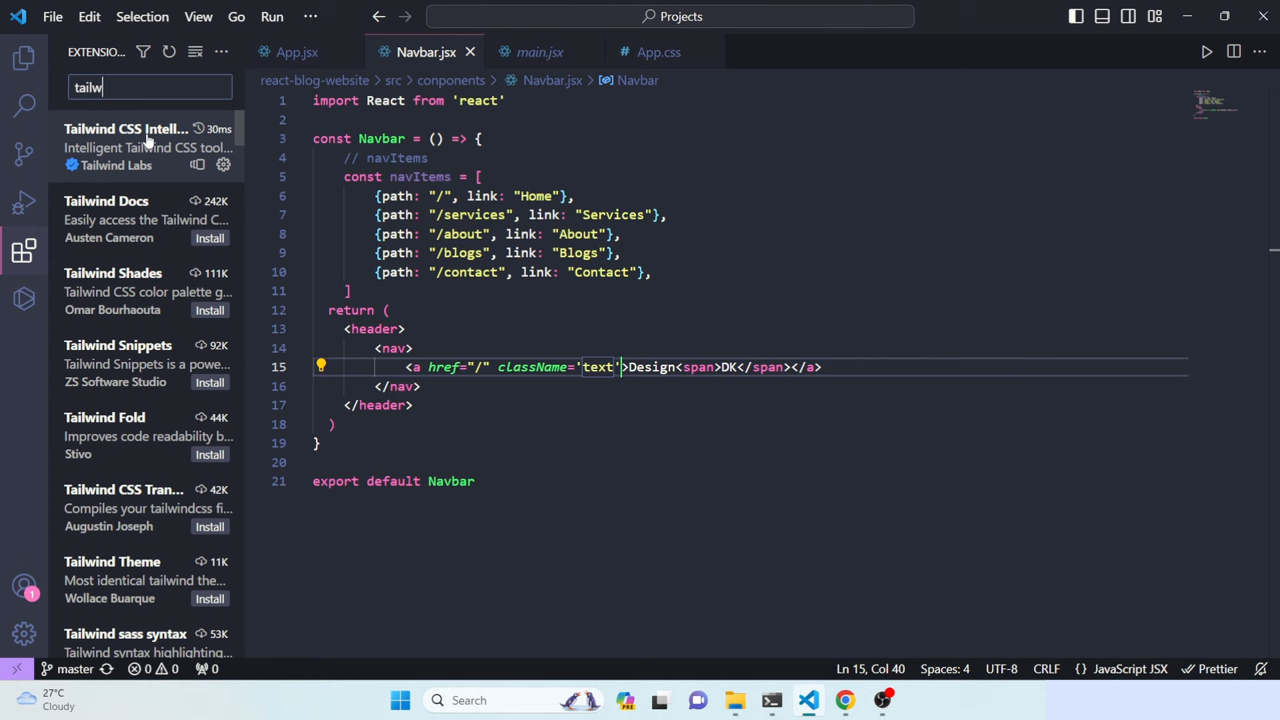 File Edit Selection View Go Run ··· Projects
EXTENSIO... ···
tailw
Tailwind CSS Intell... 30ms
Intelligent Tailwind CSS tool...
Tailwind Labs
Tailwind Docs 242K
Easily access the Tailwind C...
Austen Cameron Install
Tailwind Shades 111K
Tailwind CSS color palette g...
Omar Bourhaouta Install
Tailwind Snippets 92K
Tailwind Snippets is a powe...
ZS Software Studio Install
Tailwind Fold 44K
Improves code readability b...
Stivo Install
Tailwind CSS Tran... 42K
Compiles your tailwindcss fi...
Augustin Joseph Install
Tailwind Theme 11K
Most identical tailwind the...
Wollace Buarque Install
Tailwind sass syntax 53K
Tailwind syntax highlighting...
App.jsx Navbar.jsx main.jsx # App.css
react-blog-website > src > conponents > Navbar.jsx > Navbar
1 import React from 'react'
2
3 const Navbar = () => {
4 // navItems
5 const navItems = [
6 {path: "/", link: "Home"},
7 {path: "/services", link: "Services"},
8 {path: "/about", link: "About"},
9 {path: "/blogs", link: "Blogs"},
10 {path: "/contact", link: "Contact"},
11 ]
12 return (
13 <header>
14 <nav>
15 <a href="/" className='text'>Design<span>DK</span></a>
16 </nav>
17 </header>
18 )
19 }
20
21 export default Navbar
1
master 0 0 0 Ln 15, Col 40 Spaces: 4 UTF-8 CRLF {} JavaScript JSX Prettier
27°C
Cloudy
Search
PRE